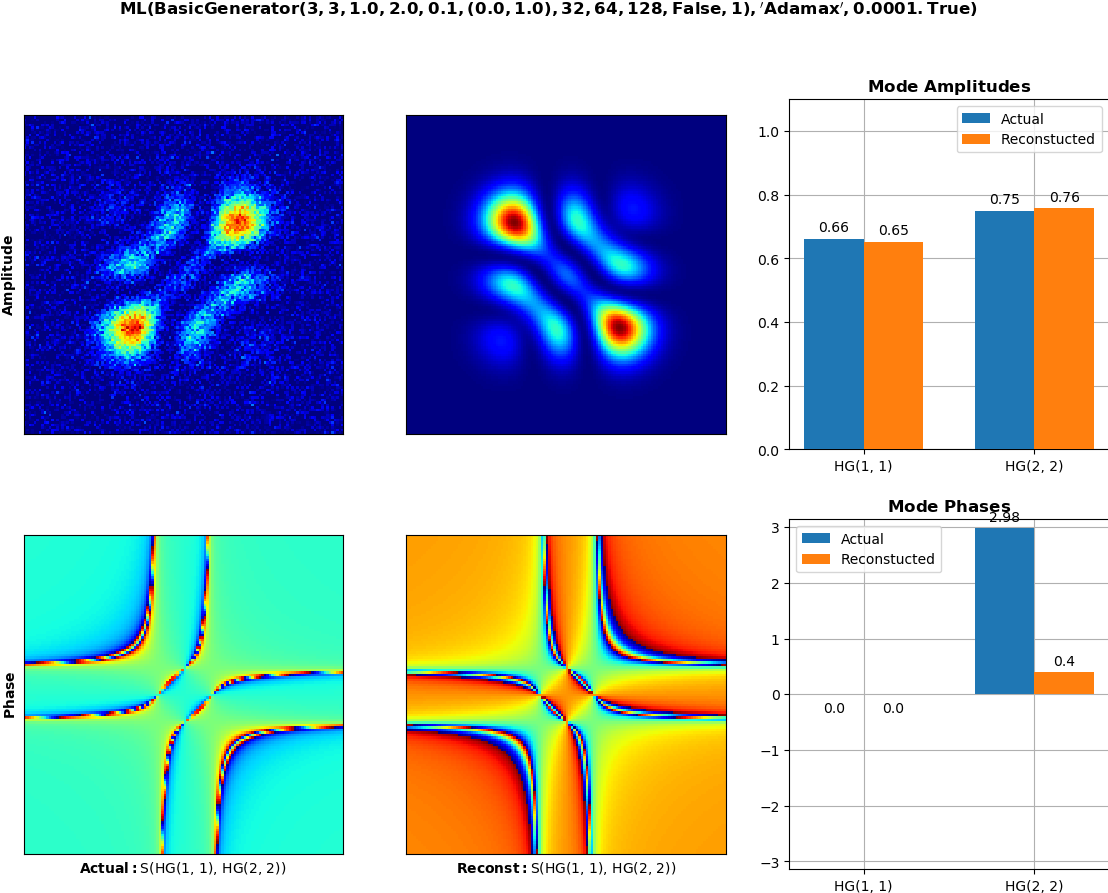 ML(BasicGenerator(3, 3, 1.0, 2.0, 0.1, (0.0, 1.0), 32, 64, 128, False, 1), ′Adamax′, 0.0001. True)
Mode Amplitudes
Amplitude
Actual
Reconstucted
1.0
0.8
0.6
0.4
0.2
0.0
0.66
0.65
0.75
0.76
HG(1, 1)
HG(2, 2)
Mode Phases
Phase
Actual
Reconstucted
3
2
1
0
−1
−2
−3
0.0
0.0
2.98
0.4
HG(1, 1)
HG(2, 2)
Actual: S(HG(1, 1), HG(2, 2))
Reconst: S(HG(1, 1), HG(2, 2))